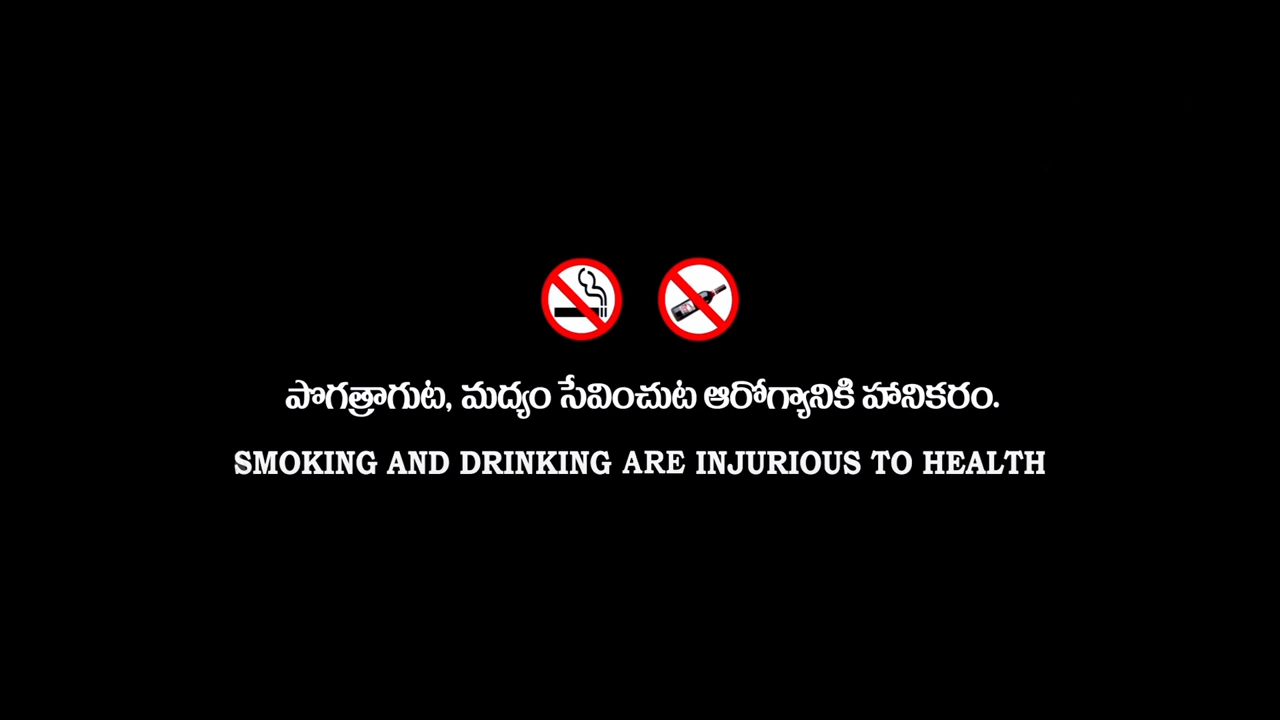 పొగత్రాగుట, మద్యం సేవించుట ఆరోగ్యానికి హానికరం.
SMOKING AND DRINKING ARE INJURIOUS TO HEALTH